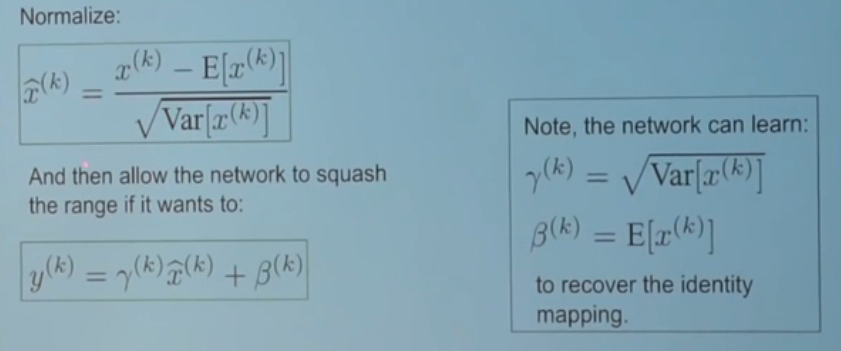 Normalize:
x̂^(k) = (x^(k) − E[x^(k)]) / √Var[x^(k)]
And then allow the network to squash
the range if it wants to:
y^(k) = γ^(k) x̂^(k) + β^(k)
Note, the network can learn:
γ^(k) = √Var[x^(k)]
β^(k) = E[x^(k)]
to recover the identity
mapping.